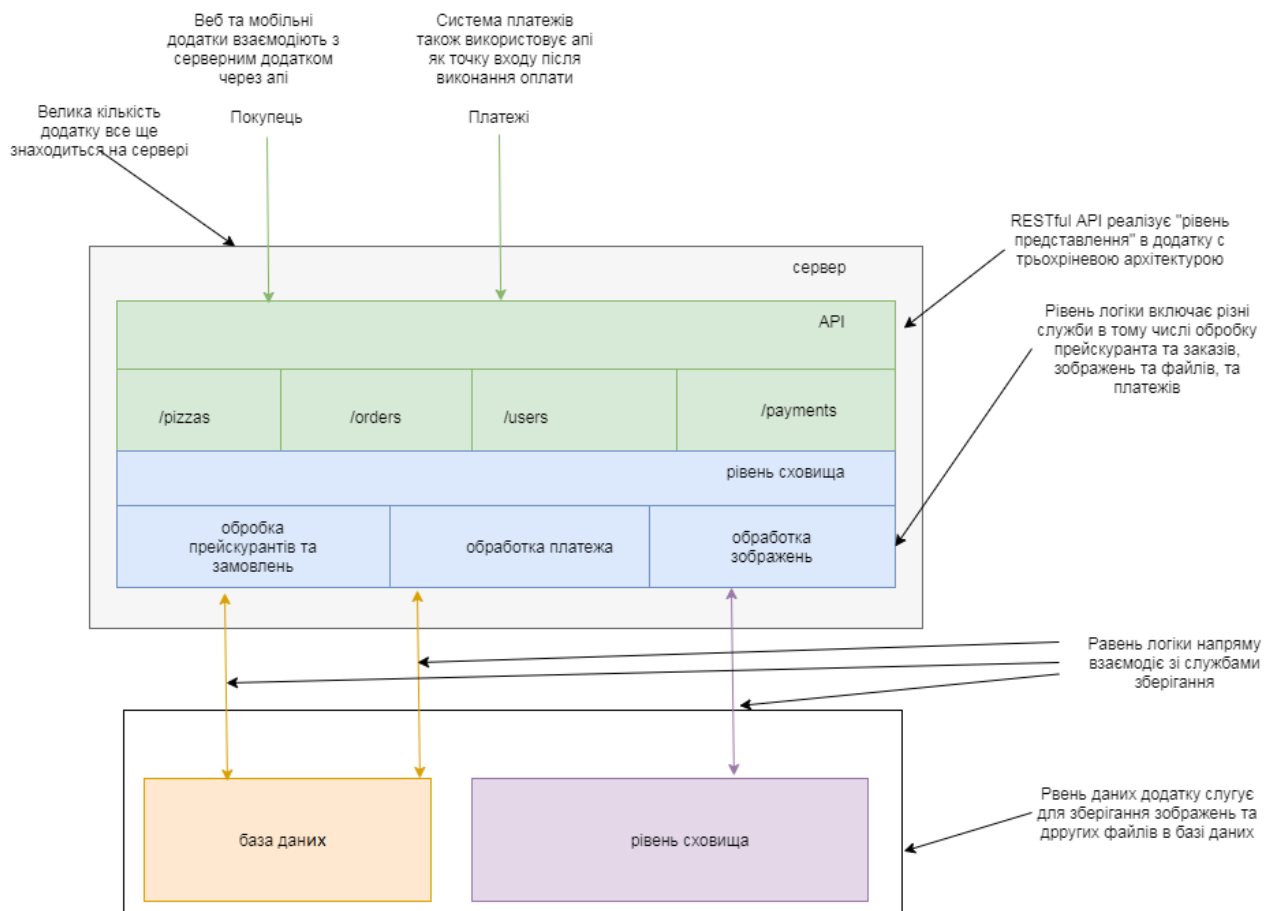 Веб та мобільні
додатки взаємодіють з
серверним додатком
через апі
Система платежів
також використовує апі
як точку входу після
виконання оплати
Велика кількість
додатку все ще
знаходиться на сервері
Покупець
Платежі
RESTful API реалізує "рівень
представлення" в додатку с
трьохріневою архітектурою
сервер
API
Рівень логіки включає різні
служби в тому числі обробку
прейскуранта та заказів,
зображень та файлів, та
платежів
/pizzas
/orders
/users
/payments
рівень сховища
обробка
прейскурантів та
замовлень
обработка платежа
обработка
зображень
Равень логіки напряму
взаємодіє зі службами
зберігання
база даних
рівень сховища
Рвень даних додатку слугує
для зберігання зображень та
дрругих файлів в базі даних